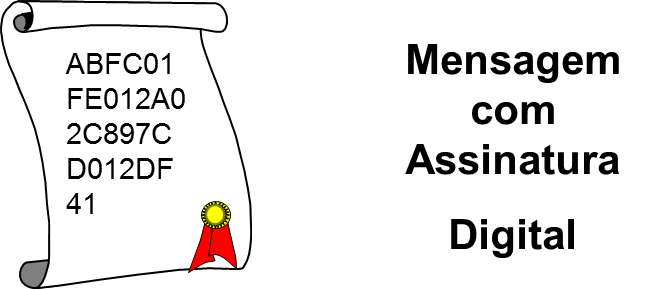 ABFC01
FE012A0
2C897C
D012DF
41
Mensagem
com
Assinatura
Digital